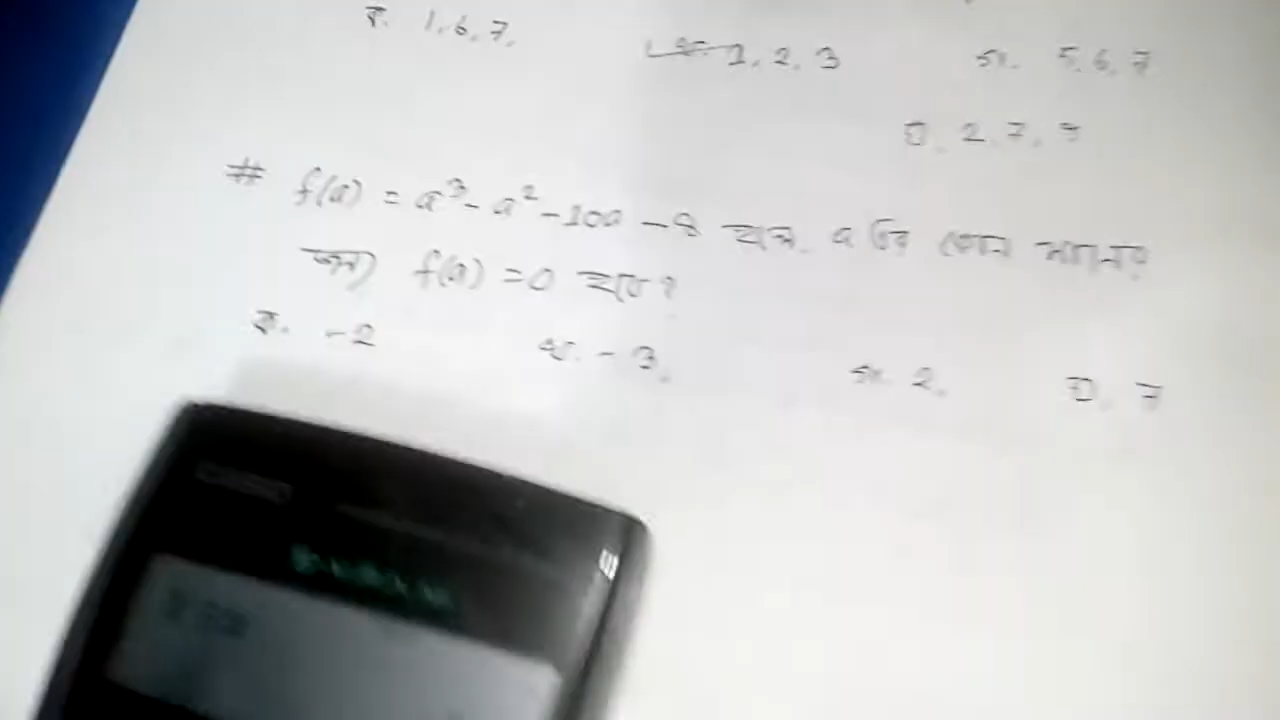 ক. 1, 6, 7,
খ. 1, 2, 3
গ. 5, 6, 7
ঘ. 2, 7, 9
# f(a) = a³ - a² - 10a - 8 হলে, a এর কোন মানের
জন্য f(a) = 0 হবে?
ক. -2
খ. -3,
গ. 2,
ঘ. 7
CASIO